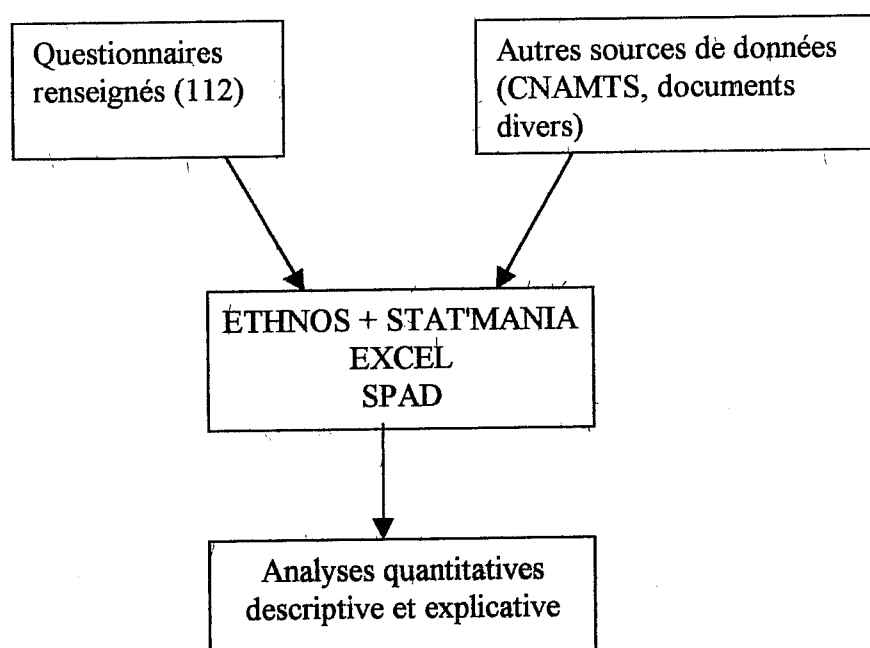 Questionnaires
renseignés (112)
Autres sources de données
(CNAMTS, documents
divers)
ETHNOS + STAT'MANIA
EXCEL
SPAD
Analyses quantitatives
descriptive et explicative